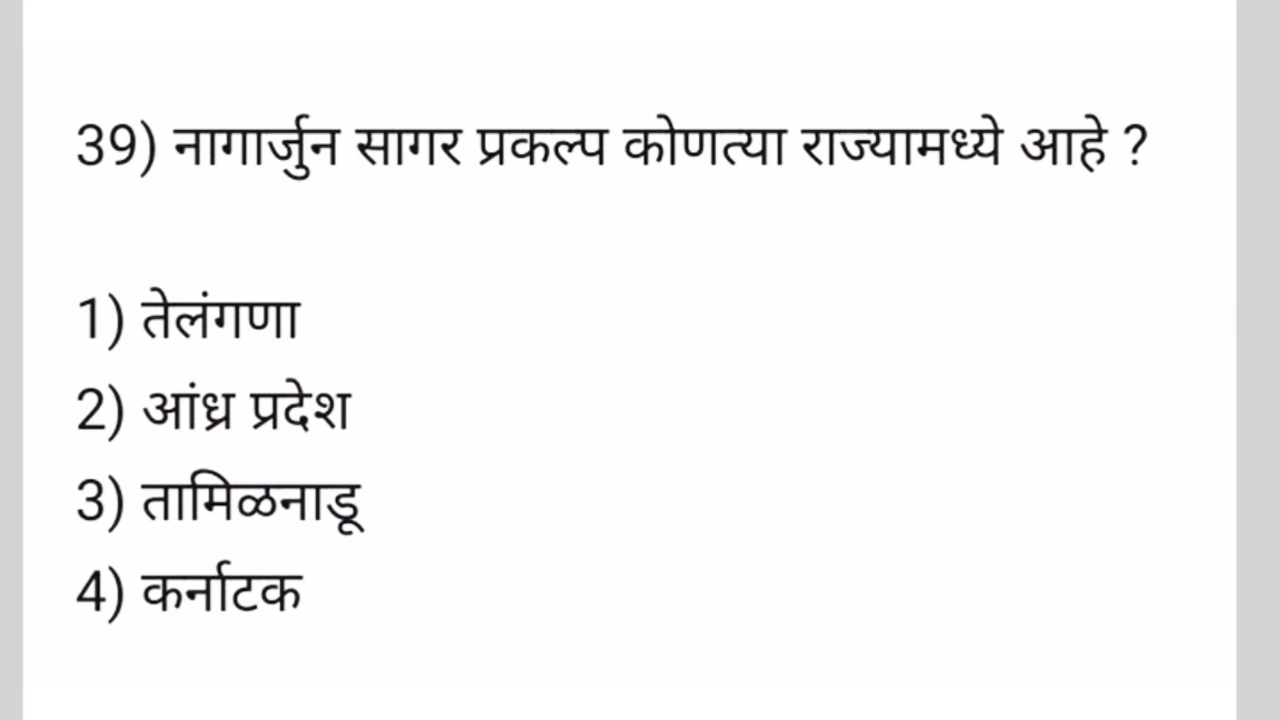 39) नागार्जुन सागर प्रकल्प कोणत्या राज्यामध्ये आहे ?
1) तेलंगणा
2) आंध्र प्रदेश
3) तामिळनाडू
4) कर्नाटक